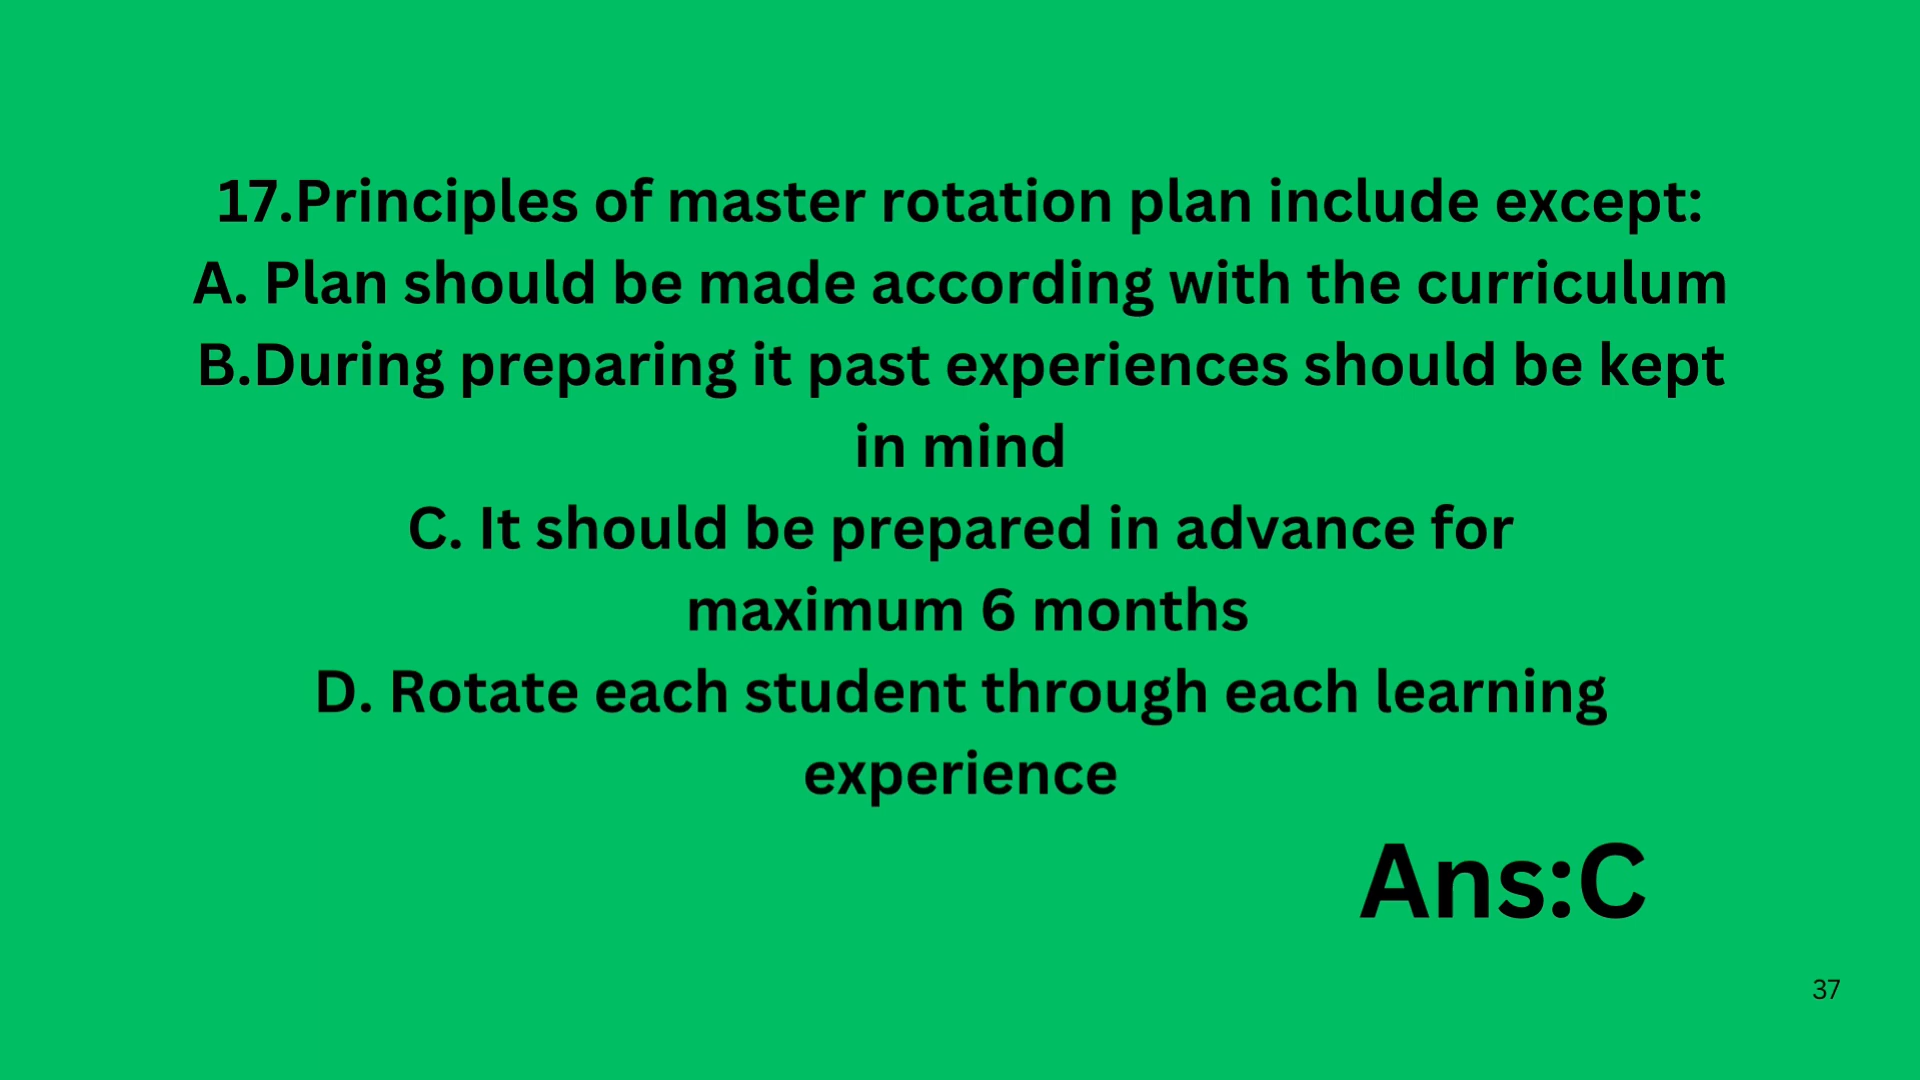 17.Principles of master rotation plan include except:
A. Plan should be made according with the curriculum
B.During preparing it past experiences should be kept
in mind
C. It should be prepared in advance for
maximum 6 months
D. Rotate each student through each learning
experience
Ans:C
37